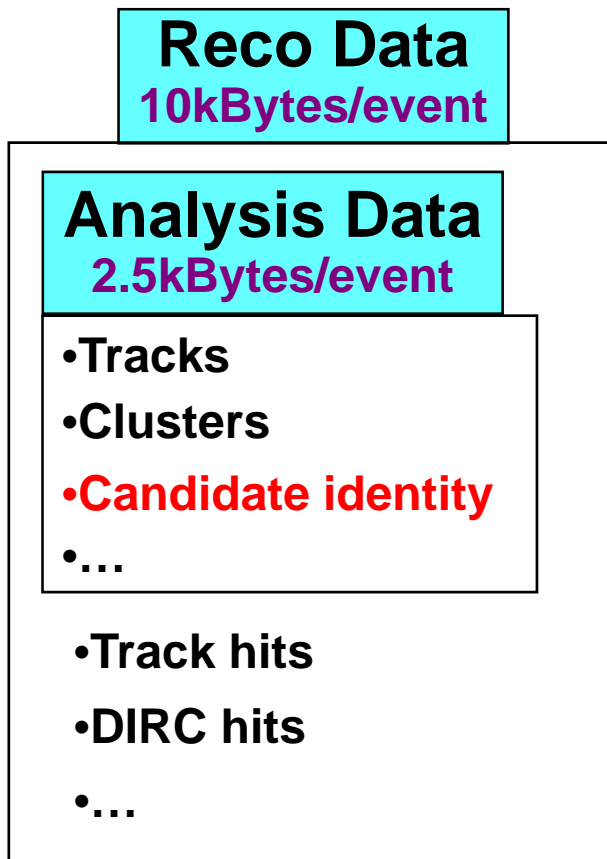 Reco Data
10kBytes/event
Analysis Data
2.5kBytes/event
•Tracks
•Clusters
•Candidate identity
•…
•Track hits
•DIRC hits
•…